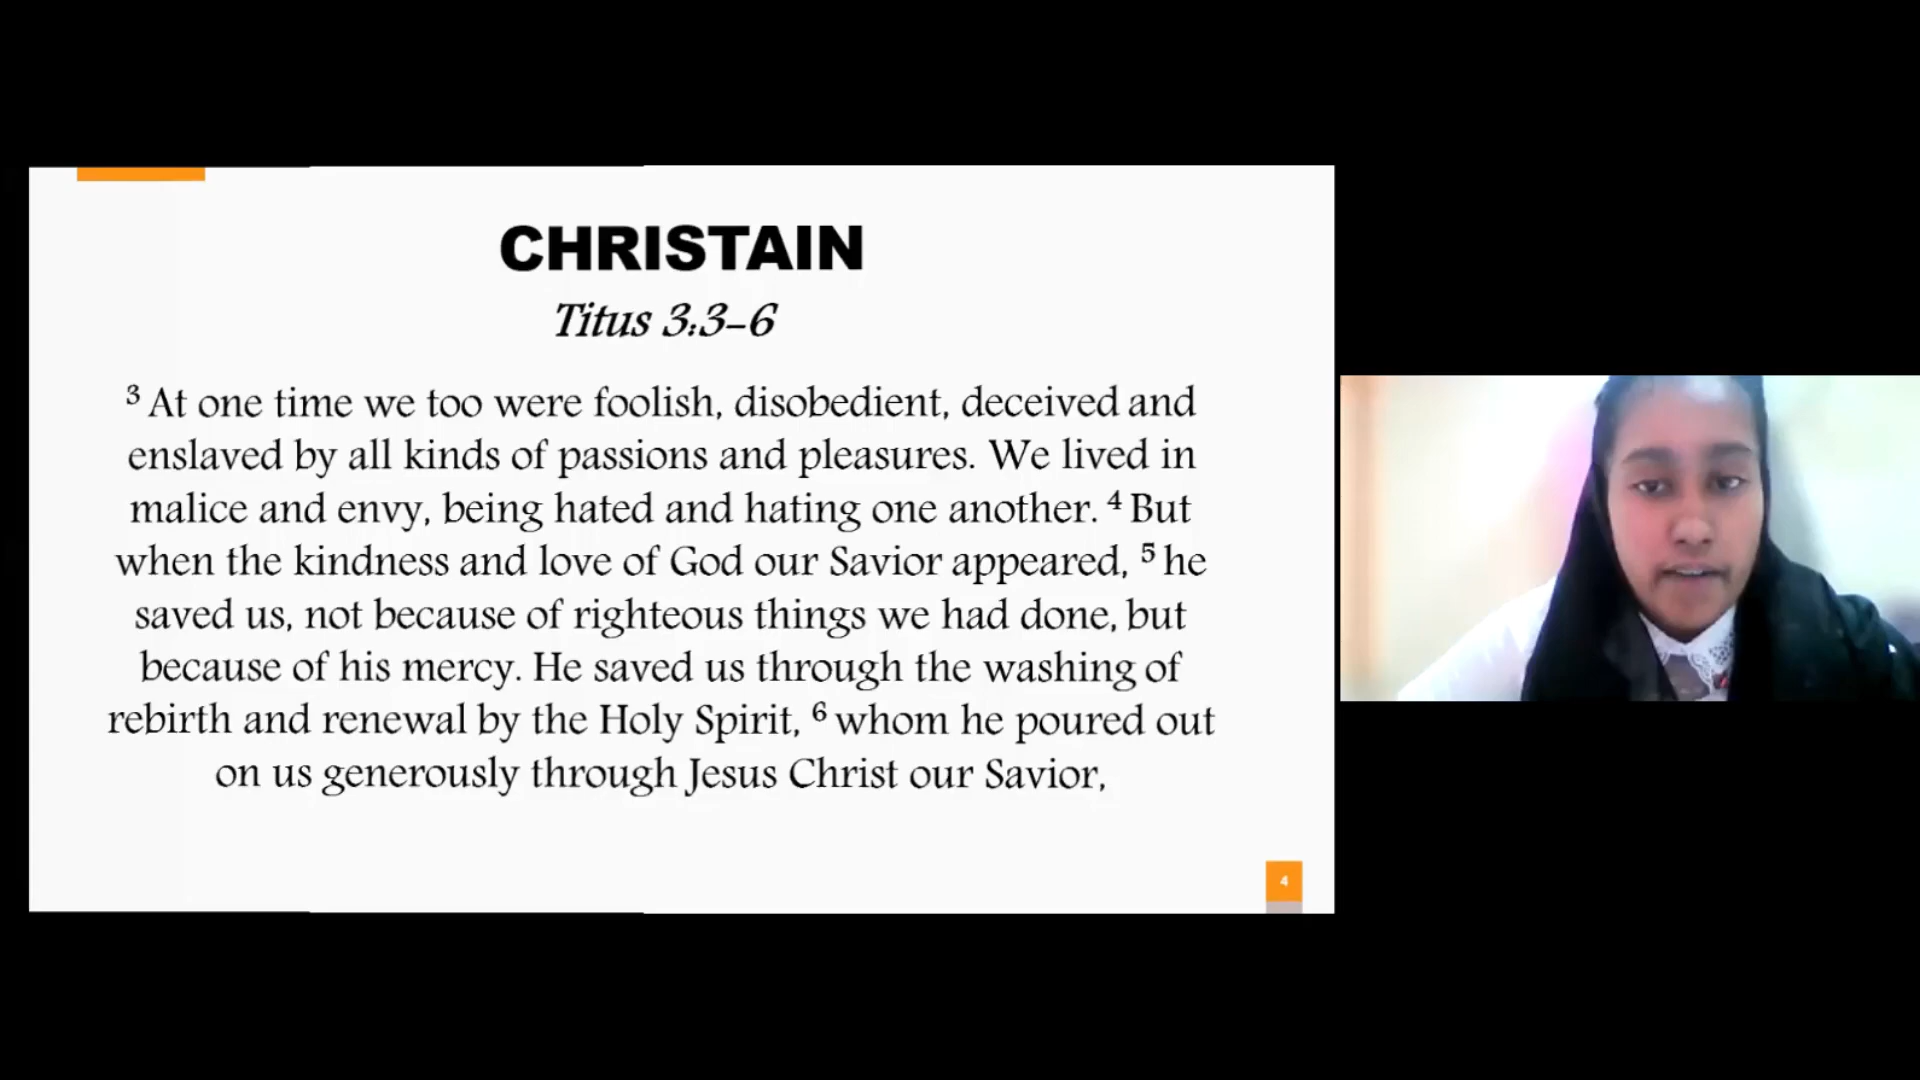 CHRISTAIN
Titus 3:3-6
3 At one time we too were foolish, disobedient, deceived and
enslaved by all kinds of passions and pleasures. We lived in
malice and envy, being hated and hating one another. 4 But
when the kindness and love of God our Savior appeared, 5 he
saved us, not because of righteous things we had done, but
because of his mercy. He saved us through the washing of
rebirth and renewal by the Holy Spirit, 6 whom he poured out
on us generously through Jesus Christ our Savior,
4